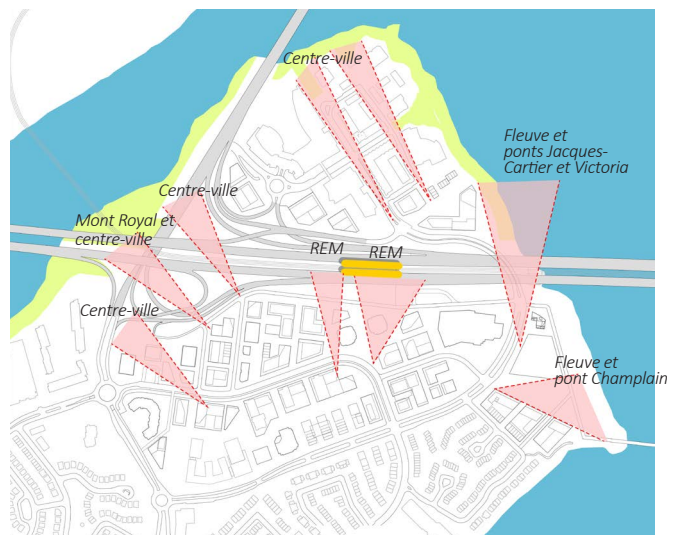 Centre-ville
Fleuve et
ponts Jacques-
Cartier et Victoria
Centre-ville
Mont Royal et
centre-ville
REM
REM
Centre-ville
Fleuve et
pont Champlain